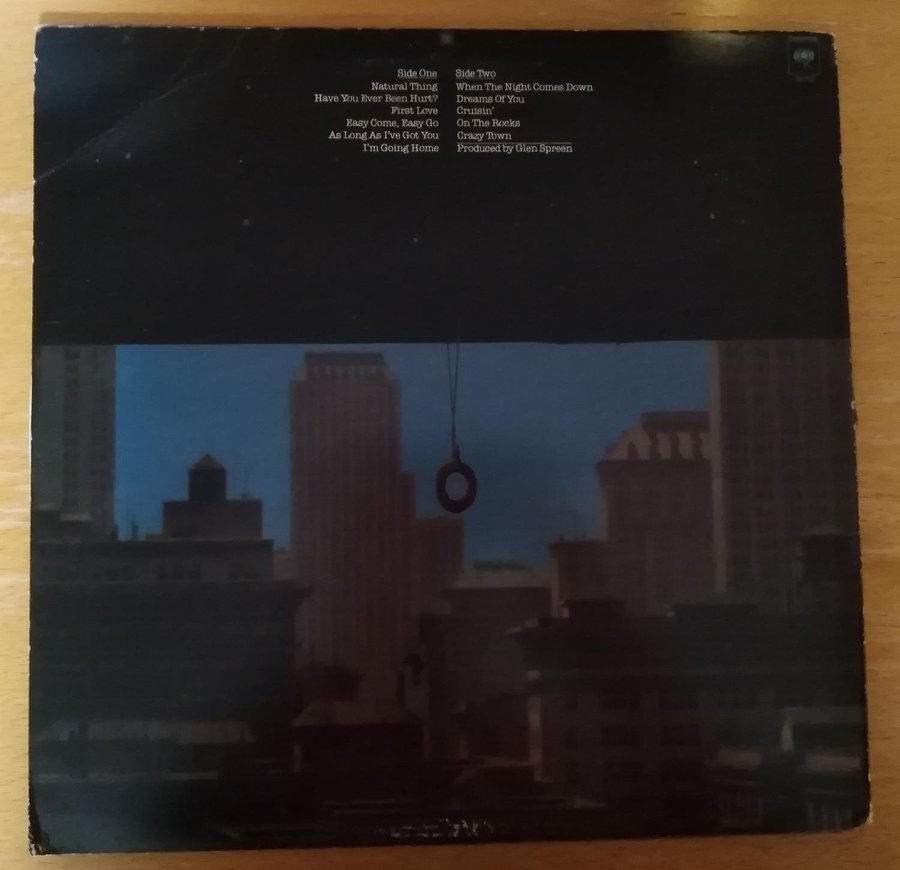 Side One
Natural Thing
Have You Ever Been Hurt?
First Love
Easy Come, Easy Go
As Long As I've Got You
I'm Going Home
Side Two
When The Night Comes Down
Dreams Of You
Cruisin'
On The Rocks
Crazy Town
Produced by Glen Spreen